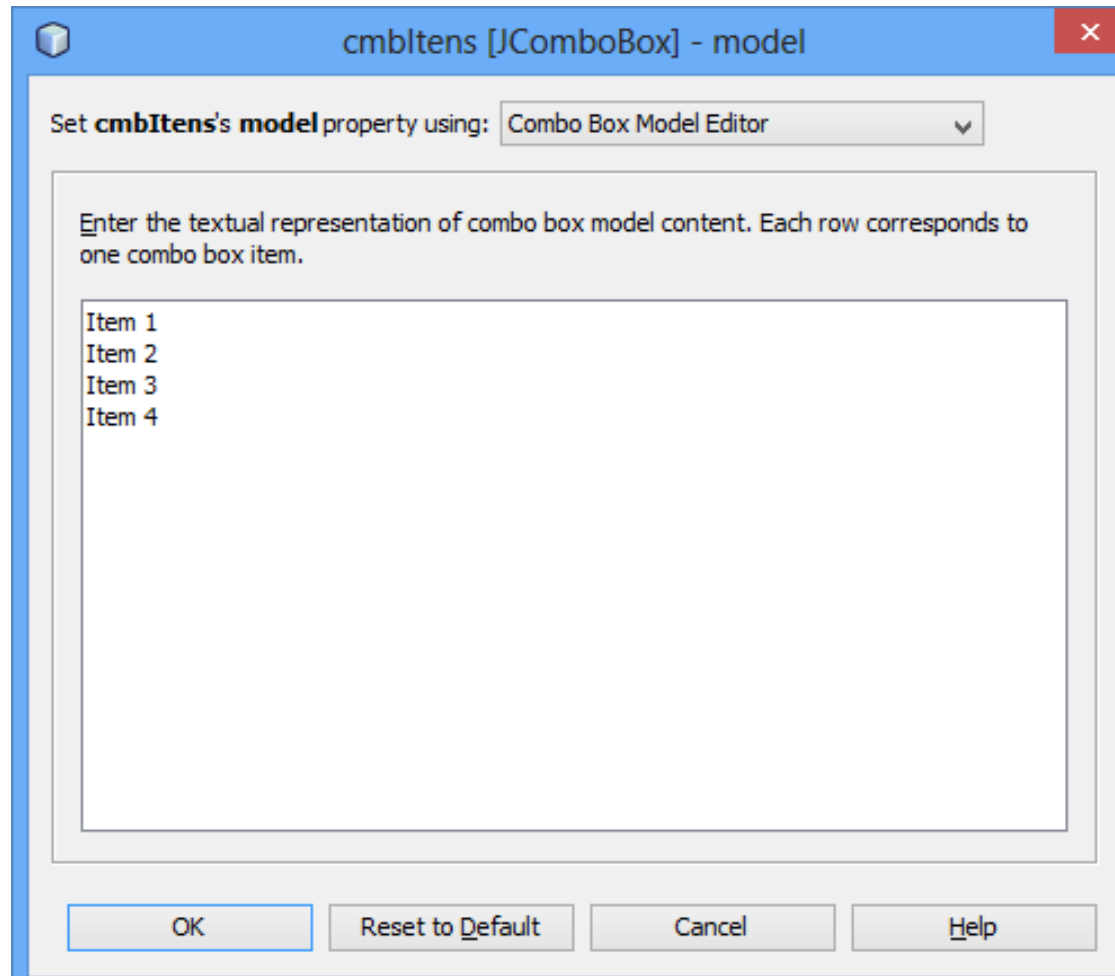 cmbItens [JComboBox] - model
Set cmbItens's model property using: Combo Box Model Editor
Enter the textual representation of combo box model content. Each row corresponds to
one combo box item.
Item 1
Item 2
Item 3
Item 4
OK Reset to Default Cancel Help